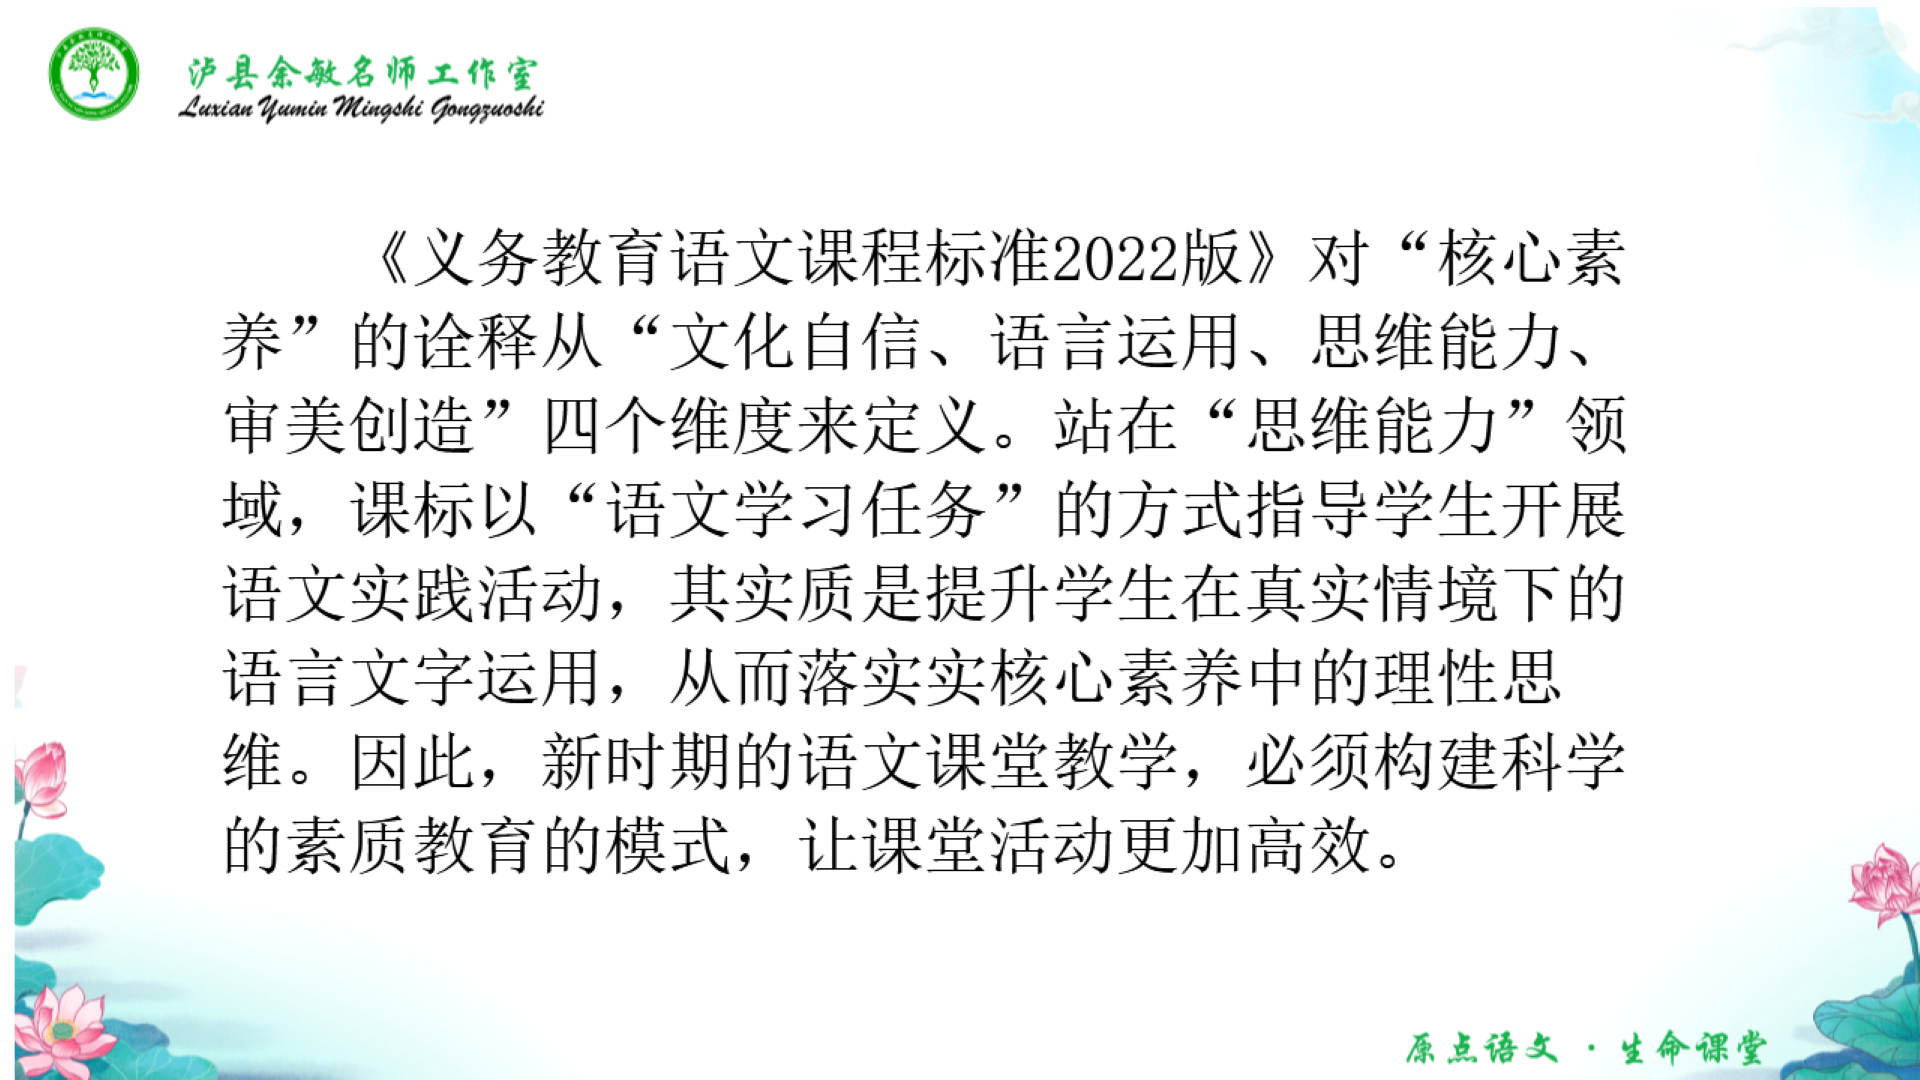 泸县余敏名师工作室
Luxian Yumin Mingshi Gongzuoshi
《义务教育语文课程标准2022版》对“核心素
养”的诠释从“文化自信、语言运用、思维能力、
审美创造”四个维度来定义。站在“思维能力”领
域，课标以“语文学习任务”的方式指导学生开展
语文实践活动，其实质是提升学生在真实情境下的
语言文字运用，从而落实实核心素养中的理性思
维。因此，新时期的语文课堂教学，必须构建科学
的素质教育的模式，让课堂活动更加高效。
原点语文·生命课堂